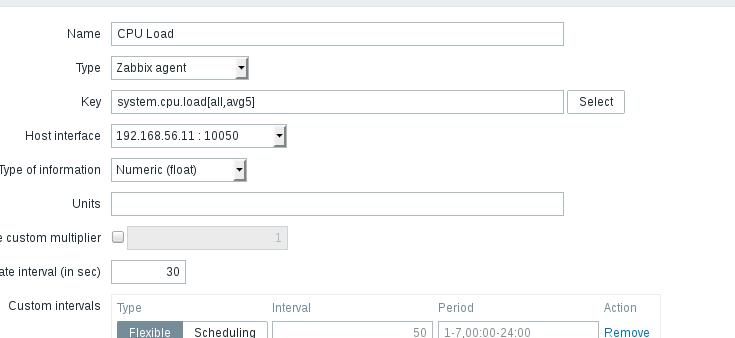 Name CPU Load
Type Zabbix agent
Key system.cpu.load[all,avg5] Select
Host interface 192.168.56.11 : 10050
Type of information Numeric (float)
Units
custom multiplier 1
interval (in sec) 30
Custom intervals Type Interval Period Action
Flexible Scheduling 50 1-7,00:00-24:00 Remove